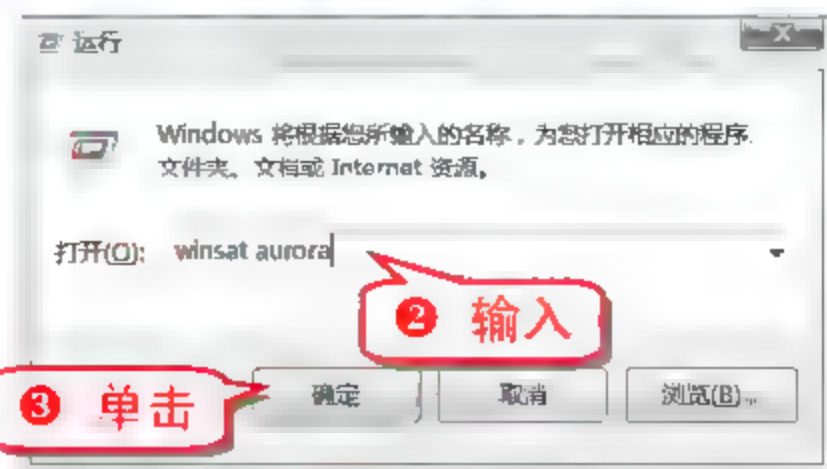 运行
Windows 将根据您所输入的名称，为您打开相应的程序、
文件夹、文档或 Internet 资源。
打开(O): winsat aurora
❷ 输入
❸ 单击
确定 取消 浏览(B)...